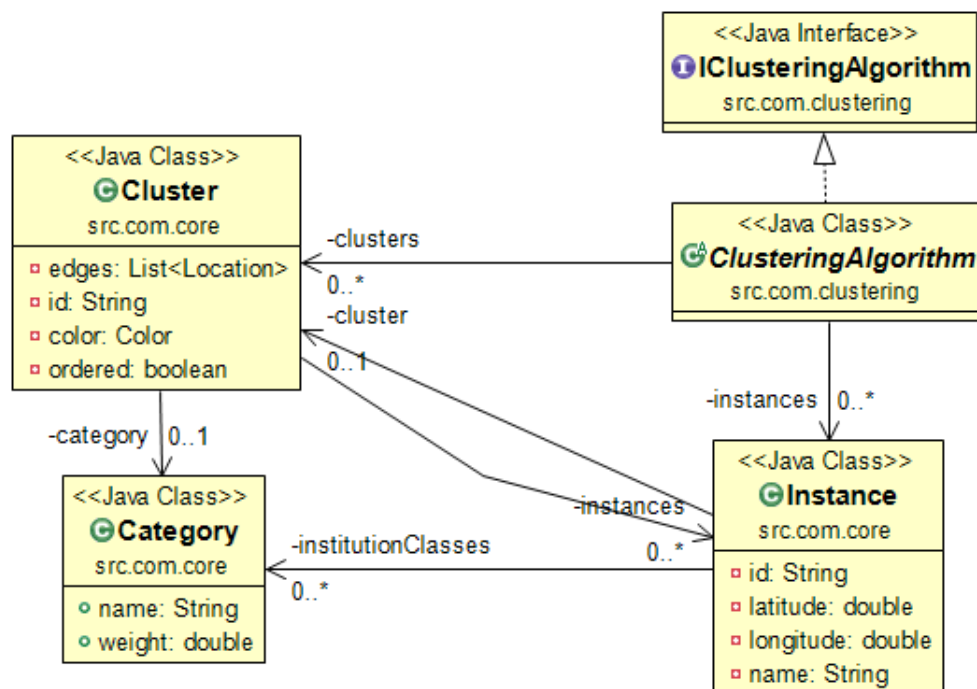 <<Java Interface>>
IClusteringAlgorithm
src.com.clustering
<<Java Class>>
Cluster
src.com.core
edges: List<Location>
id: String
color: Color
ordered: boolean
<<Java Class>>
ClusteringAlgorithm
src.com.clustering
-clusters
0..*
-cluster
0..1
-instances 0..*
-category 0..1
<<Java Class>>
Category
src.com.core
name: String
weight: double
-instances
0..*
-institutionClasses
0..*
<<Java Class>>
Instance
src.com.core
id: String
latitude: double
longitude: double
name: String